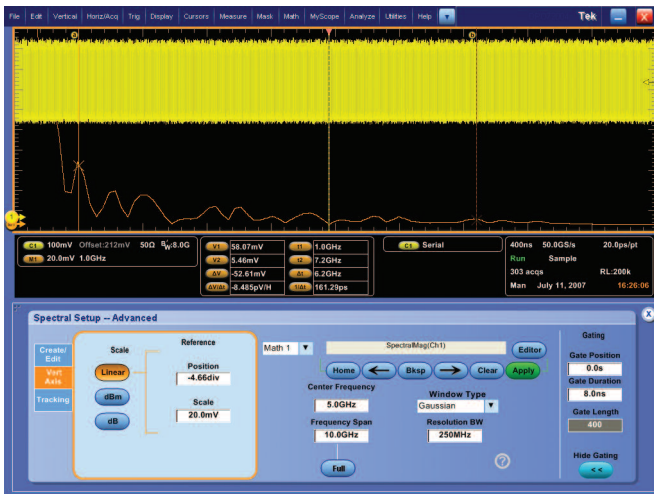 File Edit Vertical Horiz/Acq Trig Display Cursors Measure Mask Math MyScope Analyze Utilities Help Tek X
a b
1
C1 100mV Offset:212mV 50Ω BW:8.0G
M1 20.0mV 1.0GHz
V1 58.07mV t1 1.0GHz
V2 5.46mV t2 7.2GHz
ΔV -52.61mV Δt 6.2GHz
ΔV/Δt -8.485pV/H 1/Δt 161.29ps
C1 Serial
400ns 50.0GS/s 20.0ps/pt
Run Sample
303 acqs RL:200k
Man July 11, 2007 16:26:06
Spectral Setup -- Advanced X
Create/
Edit
Vert
Axis
Tracking
Scale
Linear
dBm
dB
Reference
Position
-4.66div
Scale
20.0mV
Math 1 SpectralMag(Ch1) Editor
Home ← Bksp → Clear Apply
Center Frequency
5.0GHz
Frequency Span
10.0GHz
Full
Window Type
Gaussian
Resolution BW
250MHz
?
Gating
Gate Position
0.0s
Gate Duration
8.0ns
Gate Length
400
Hide Gating
<<